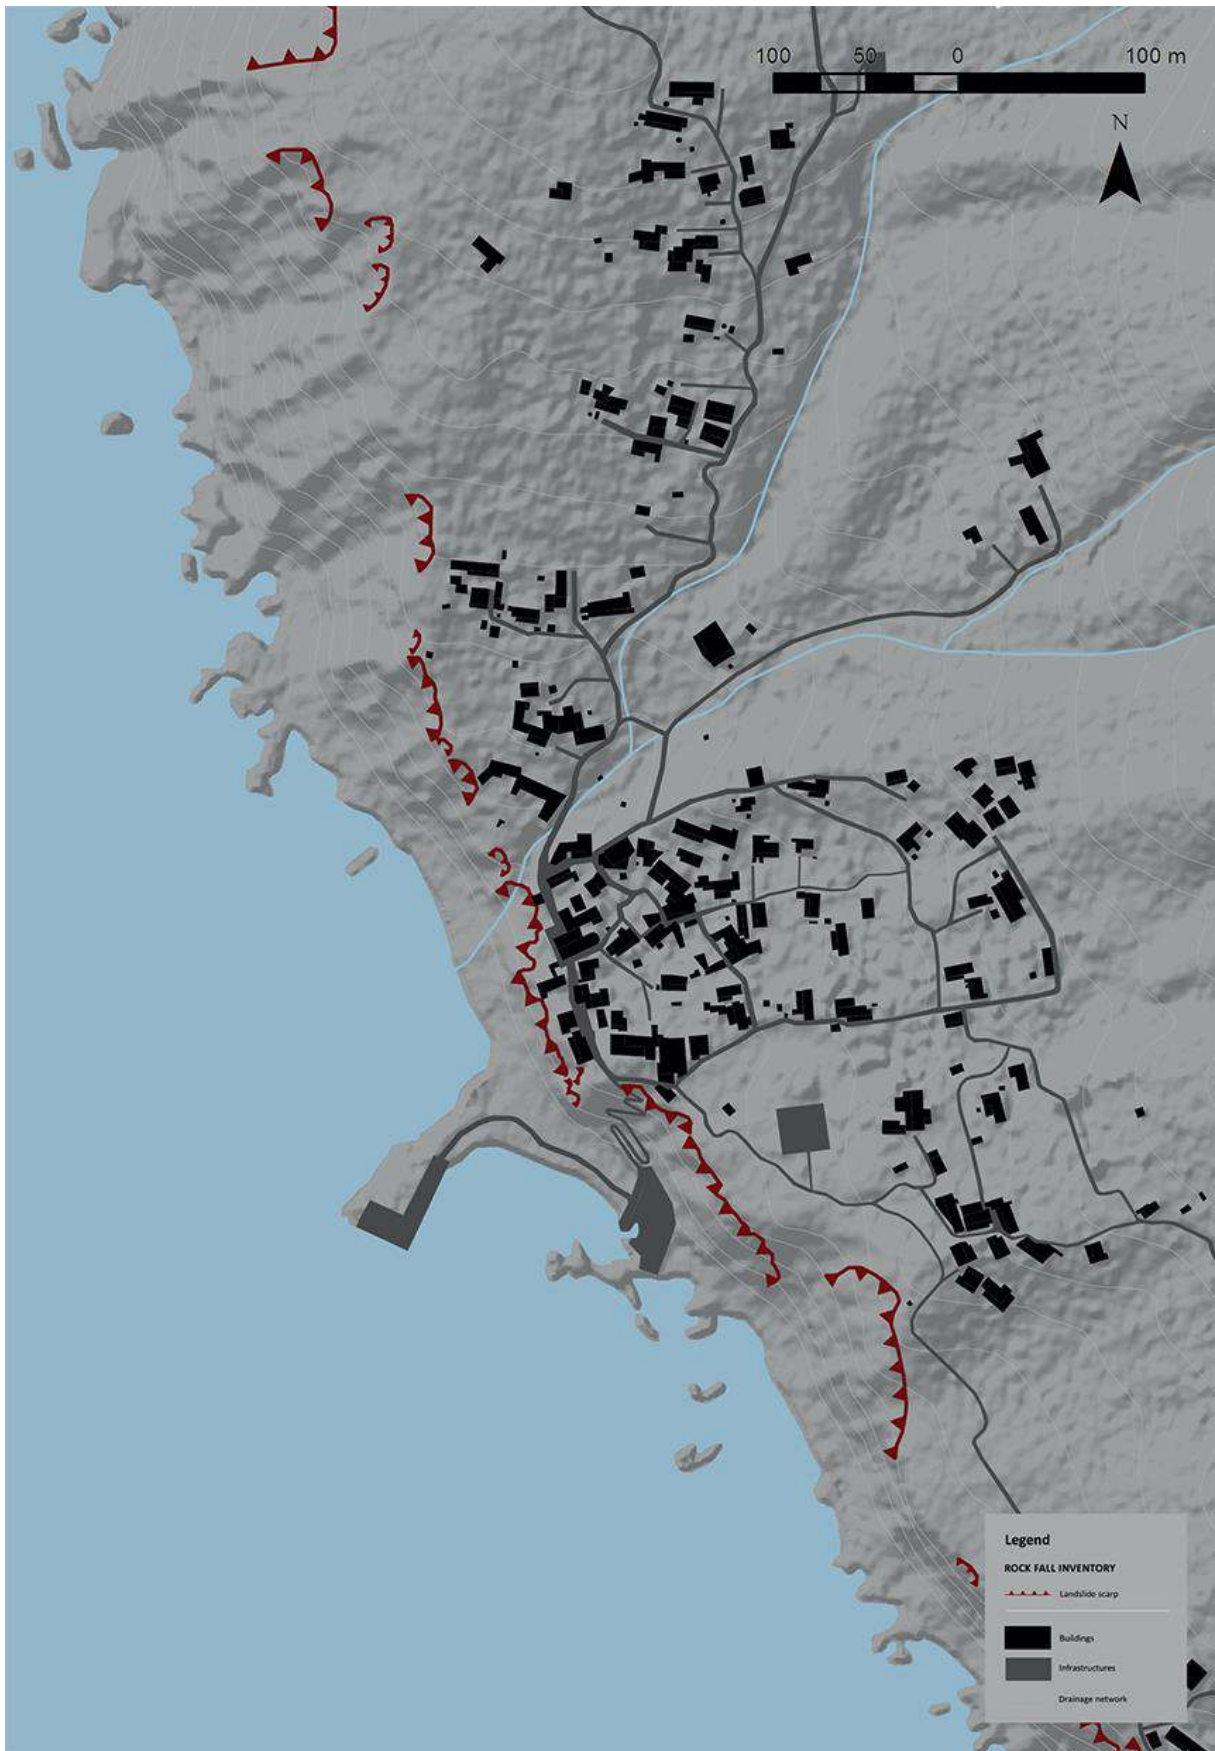 100 50 0 100 m
N
Legend
ROCK FALL INVENTORY
Landslide scarp
Buildings
Infrastructures
Drainage network